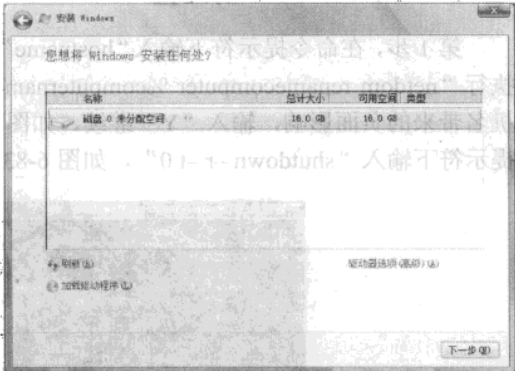 安装 Windows
您想将 Windows 安装在何处?
名称 总计大小 可用空间 类型
磁盘 0 未分配空间 16.0 GB 16.0 GB
刷新(R) 驱动器选项(高级)(A)
加载驱动程序(L)
下一步(N)